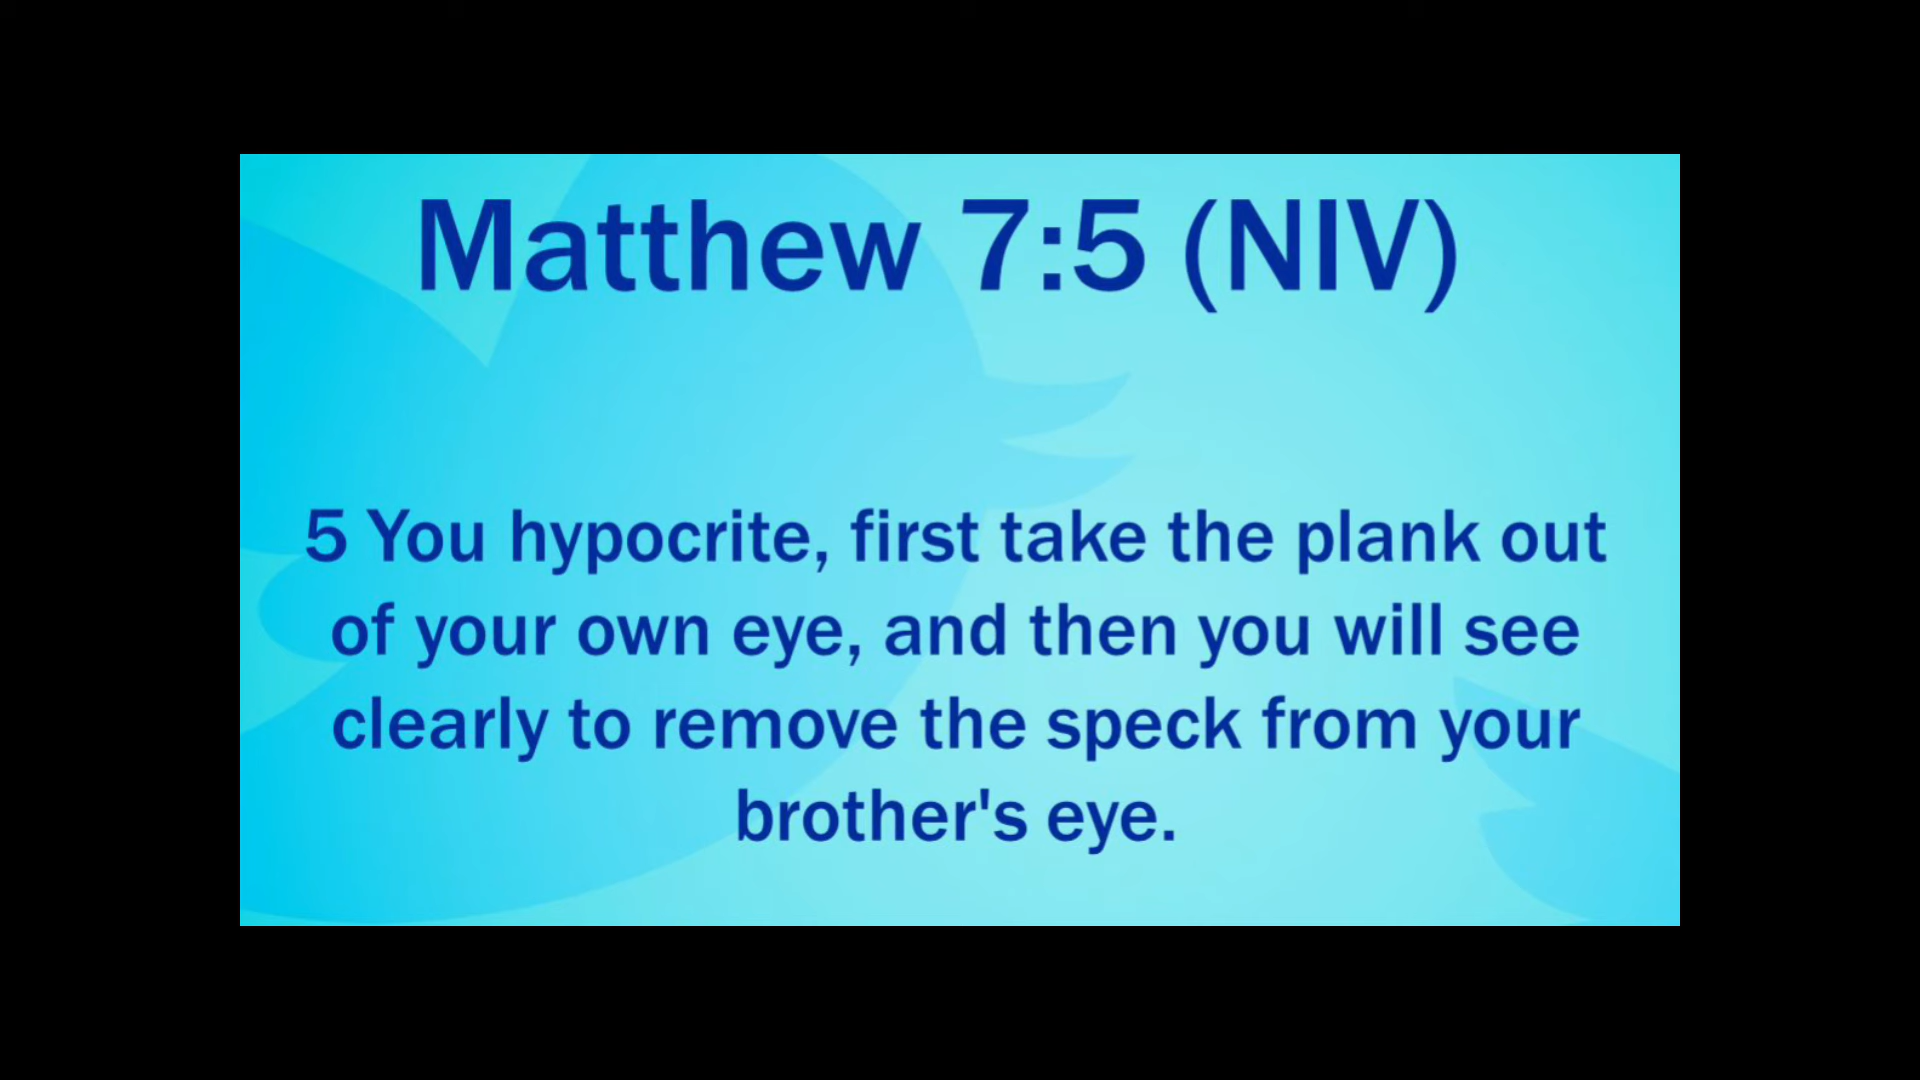 Matthew 7:5 (NIV)
5 You hypocrite, first take the plank out
of your own eye, and then you will see
clearly to remove the speck from your
brother's eye.